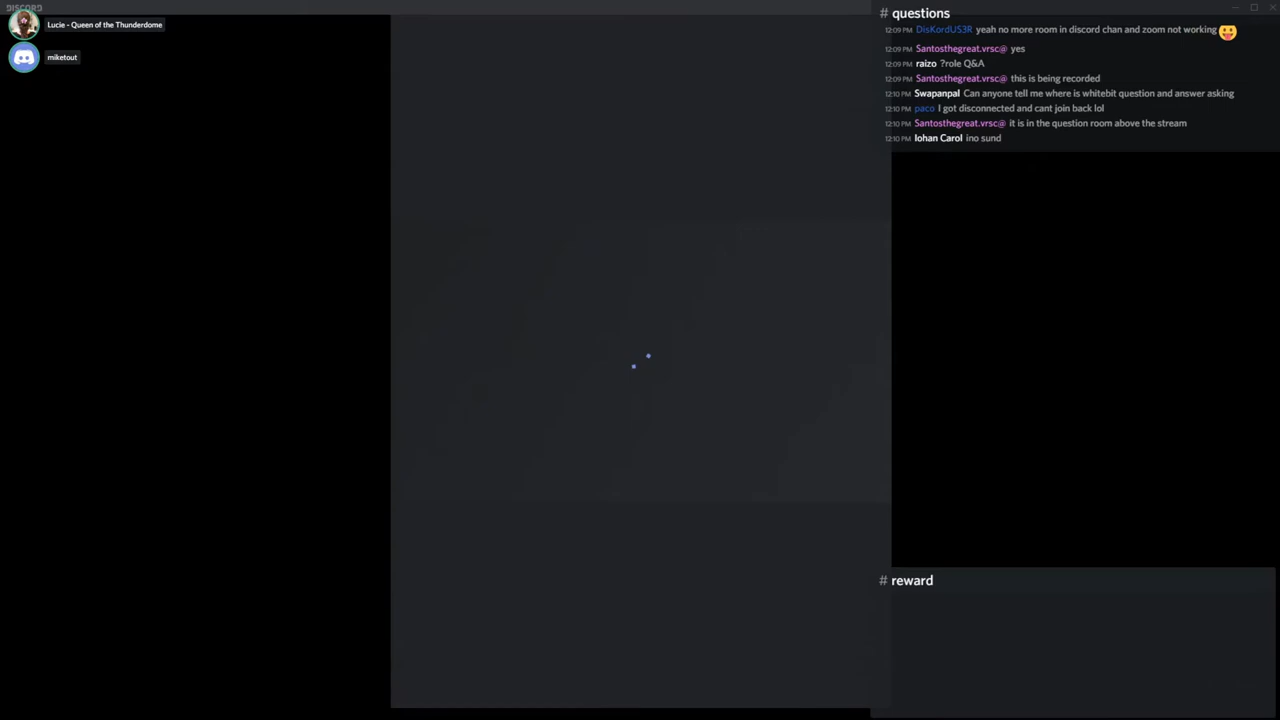 DISCORD
Lucie - Queen of the Thunderdome
miketout
# questions
12:09 PM DisKordUS3R yeah no more room in discord chan and zoom not working
12:09 PM Santosthegreat.vrsc@ yes
12:09 PM raizo ?role Q&A
12:09 PM Santosthegreat.vrsc@ this is being recorded
12:10 PM Swapanpal Can anyone tell me where is whitebit question and answer asking
12:10 PM paco I got disconnected and cant join back lol
12:10 PM Santosthegreat.vrsc@ it is in the question room above the stream
12:10 PM Iohan Carol ino sund
# reward